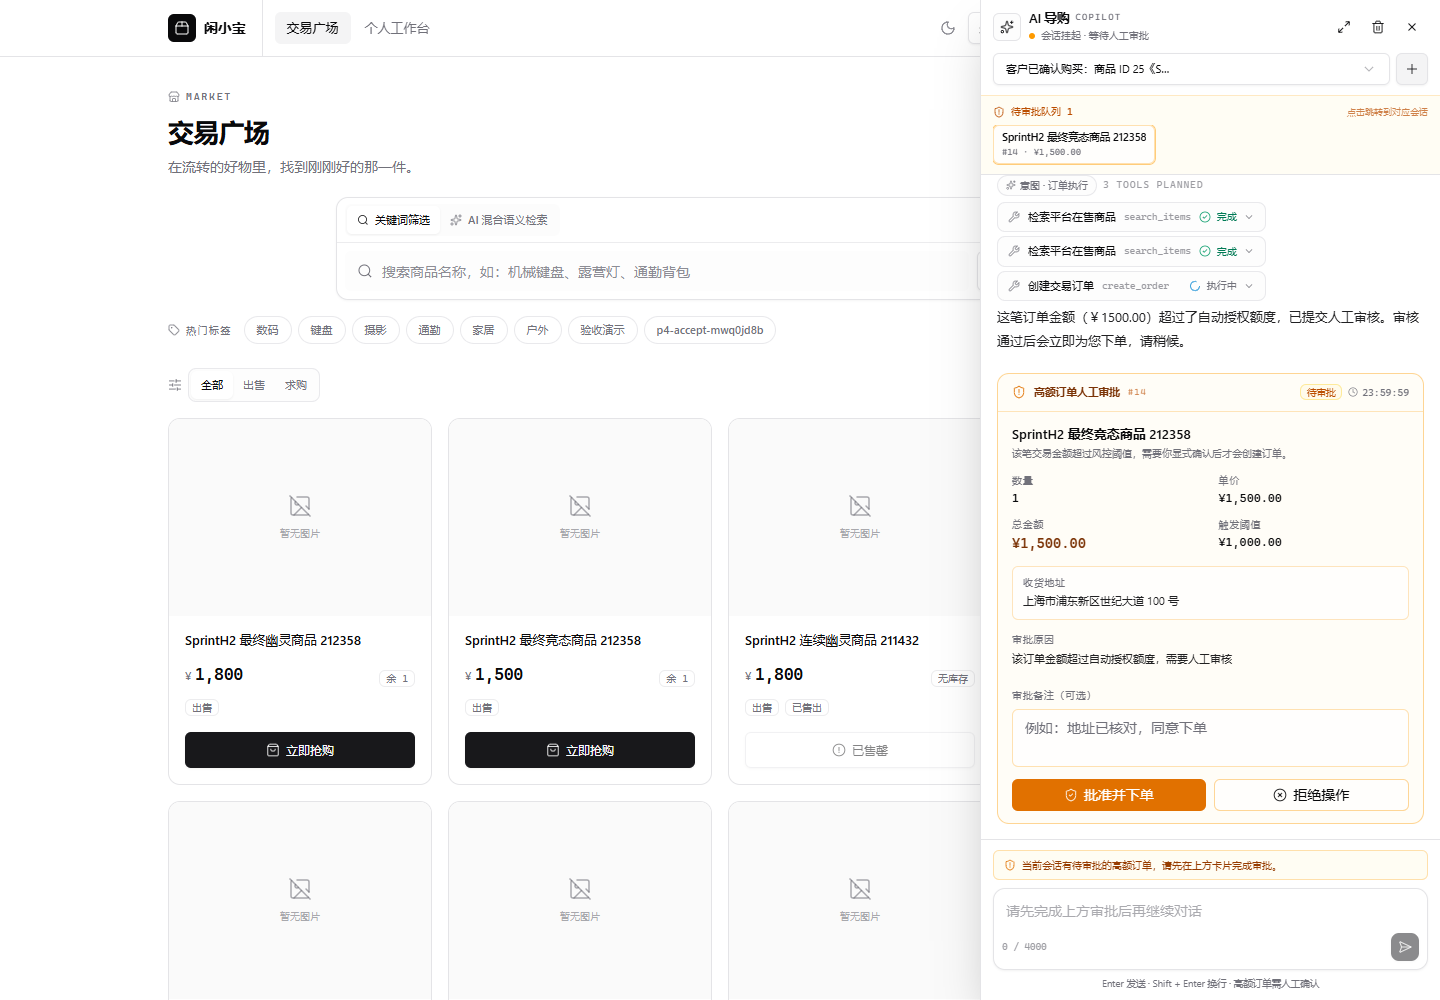 闲小宝
交易广场
个人工作台
MARKET
交易广场
在流转的好物里，找到刚刚好的那一件。
关键词筛选
AI 混合语义检索
搜索商品名称，如：机械键盘、露营灯、通勤背包
热门标签
数码
键盘
摄影
通勤
家居
户外
验收演示
p4-accept-mwq0jd8b
全部
出售
求购
暂无图片
暂无图片
暂无图片
SprintH2 最终幽灵商品 212358
¥ 1,800
余 1
出售
立即抢购
SprintH2 最终竞态商品 212358
¥ 1,500
余 1
出售
立即抢购
SprintH2 连续幽灵商品 211432
¥ 1,800
无库存
出售
已售出
已售罄
暂无图片
暂无图片
暂无图片
AI 导购 COPILOT
会话挂起 · 等待人工审批
客户已确认购买：商品 ID 25《S...
待审批队列 1
点击跳转到对应会话
SprintH2 最终竞态商品 212358
#14 · ¥1,500.00
意图 · 订单执行
3 TOOLS PLANNED
检索平台在售商品 search_items 完成
检索平台在售商品 search_items 完成
创建交易订单 create_order 执行中
这笔订单金额（¥1500.00）超过了自动授权额度，已提交人工审核。审核
通过后会立即为您下单，请稍候。
高额订单人工审批 #14
待审批
23:59:59
SprintH2 最终竞态商品 212358
该笔交易金额超过风控阈值，需要你显式确认后才会创建订单。
数量
1
单价
¥1,500.00
总金额
¥1,500.00
触发阈值
¥1,000.00
收货地址
上海市浦东新区世纪大道 100 号
审批原因
该订单金额超过自动授权额度，需要人工审核
审批备注（可选）
例如：地址已核对，同意下单
批准并下单
拒绝操作
当前会话有待审批的高额订单，请先在上方卡片完成审批。
请先完成上方审批后再继续对话
0 / 4000
Enter 发送 · Shift + Enter 换行 · 高额订单需人工确认